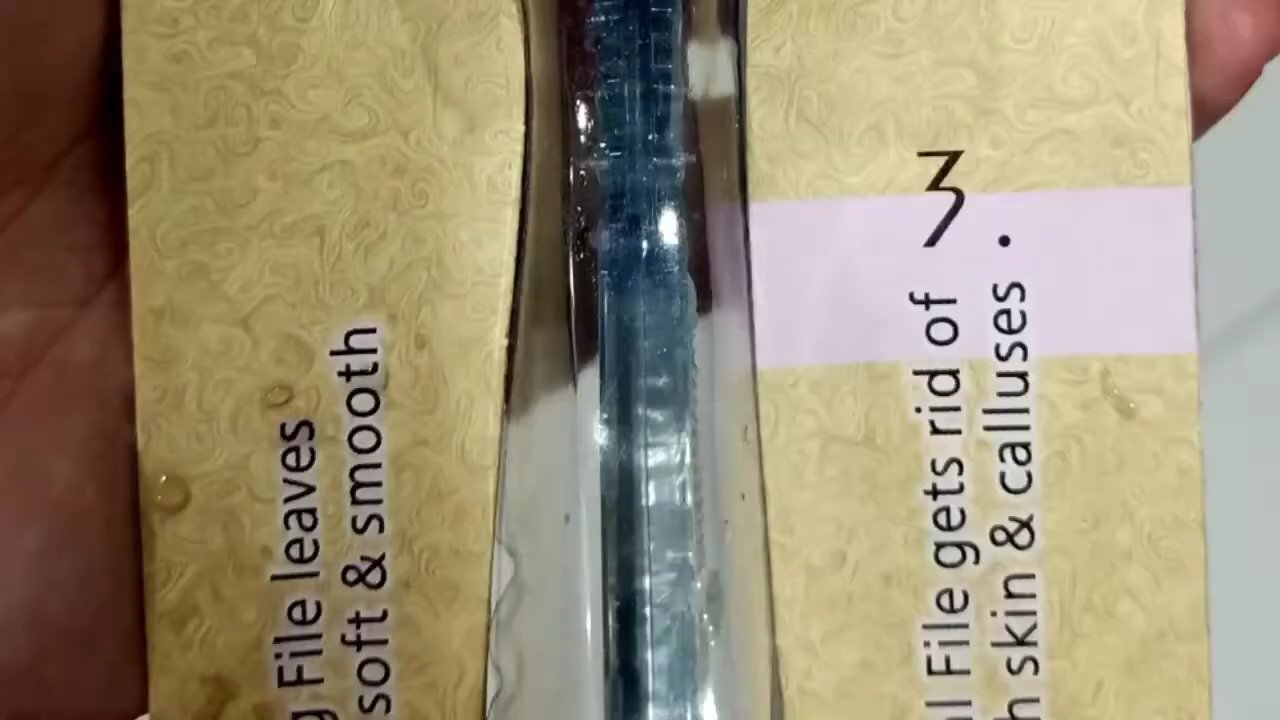 File leaves
soft & smooth
File gets rid of
skin & calluses .
3